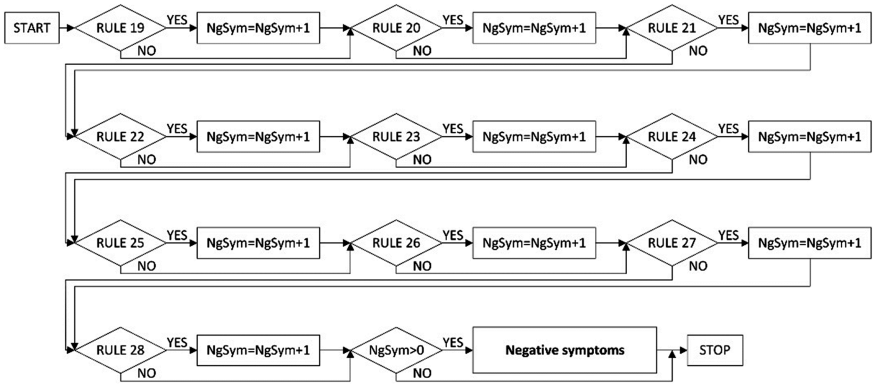 START RULE 19 YES NgSym=NgSym+1 RULE 20 YES NgSym=NgSym+1 RULE 21 YES NgSym=NgSym+1
NO NO NO
RULE 22 YES NgSym=NgSym+1 RULE 23 YES NgSym=NgSym+1 RULE 24 YES NgSym=NgSym+1
NO NO NO
RULE 25 YES NgSym=NgSym+1 RULE 26 YES NgSym=NgSym+1 RULE 27 YES NgSym=NgSym+1
NO NO NO
RULE 28 YES NgSym=NgSym+1 NgSym>0 YES Negative symptoms STOP
NO NO